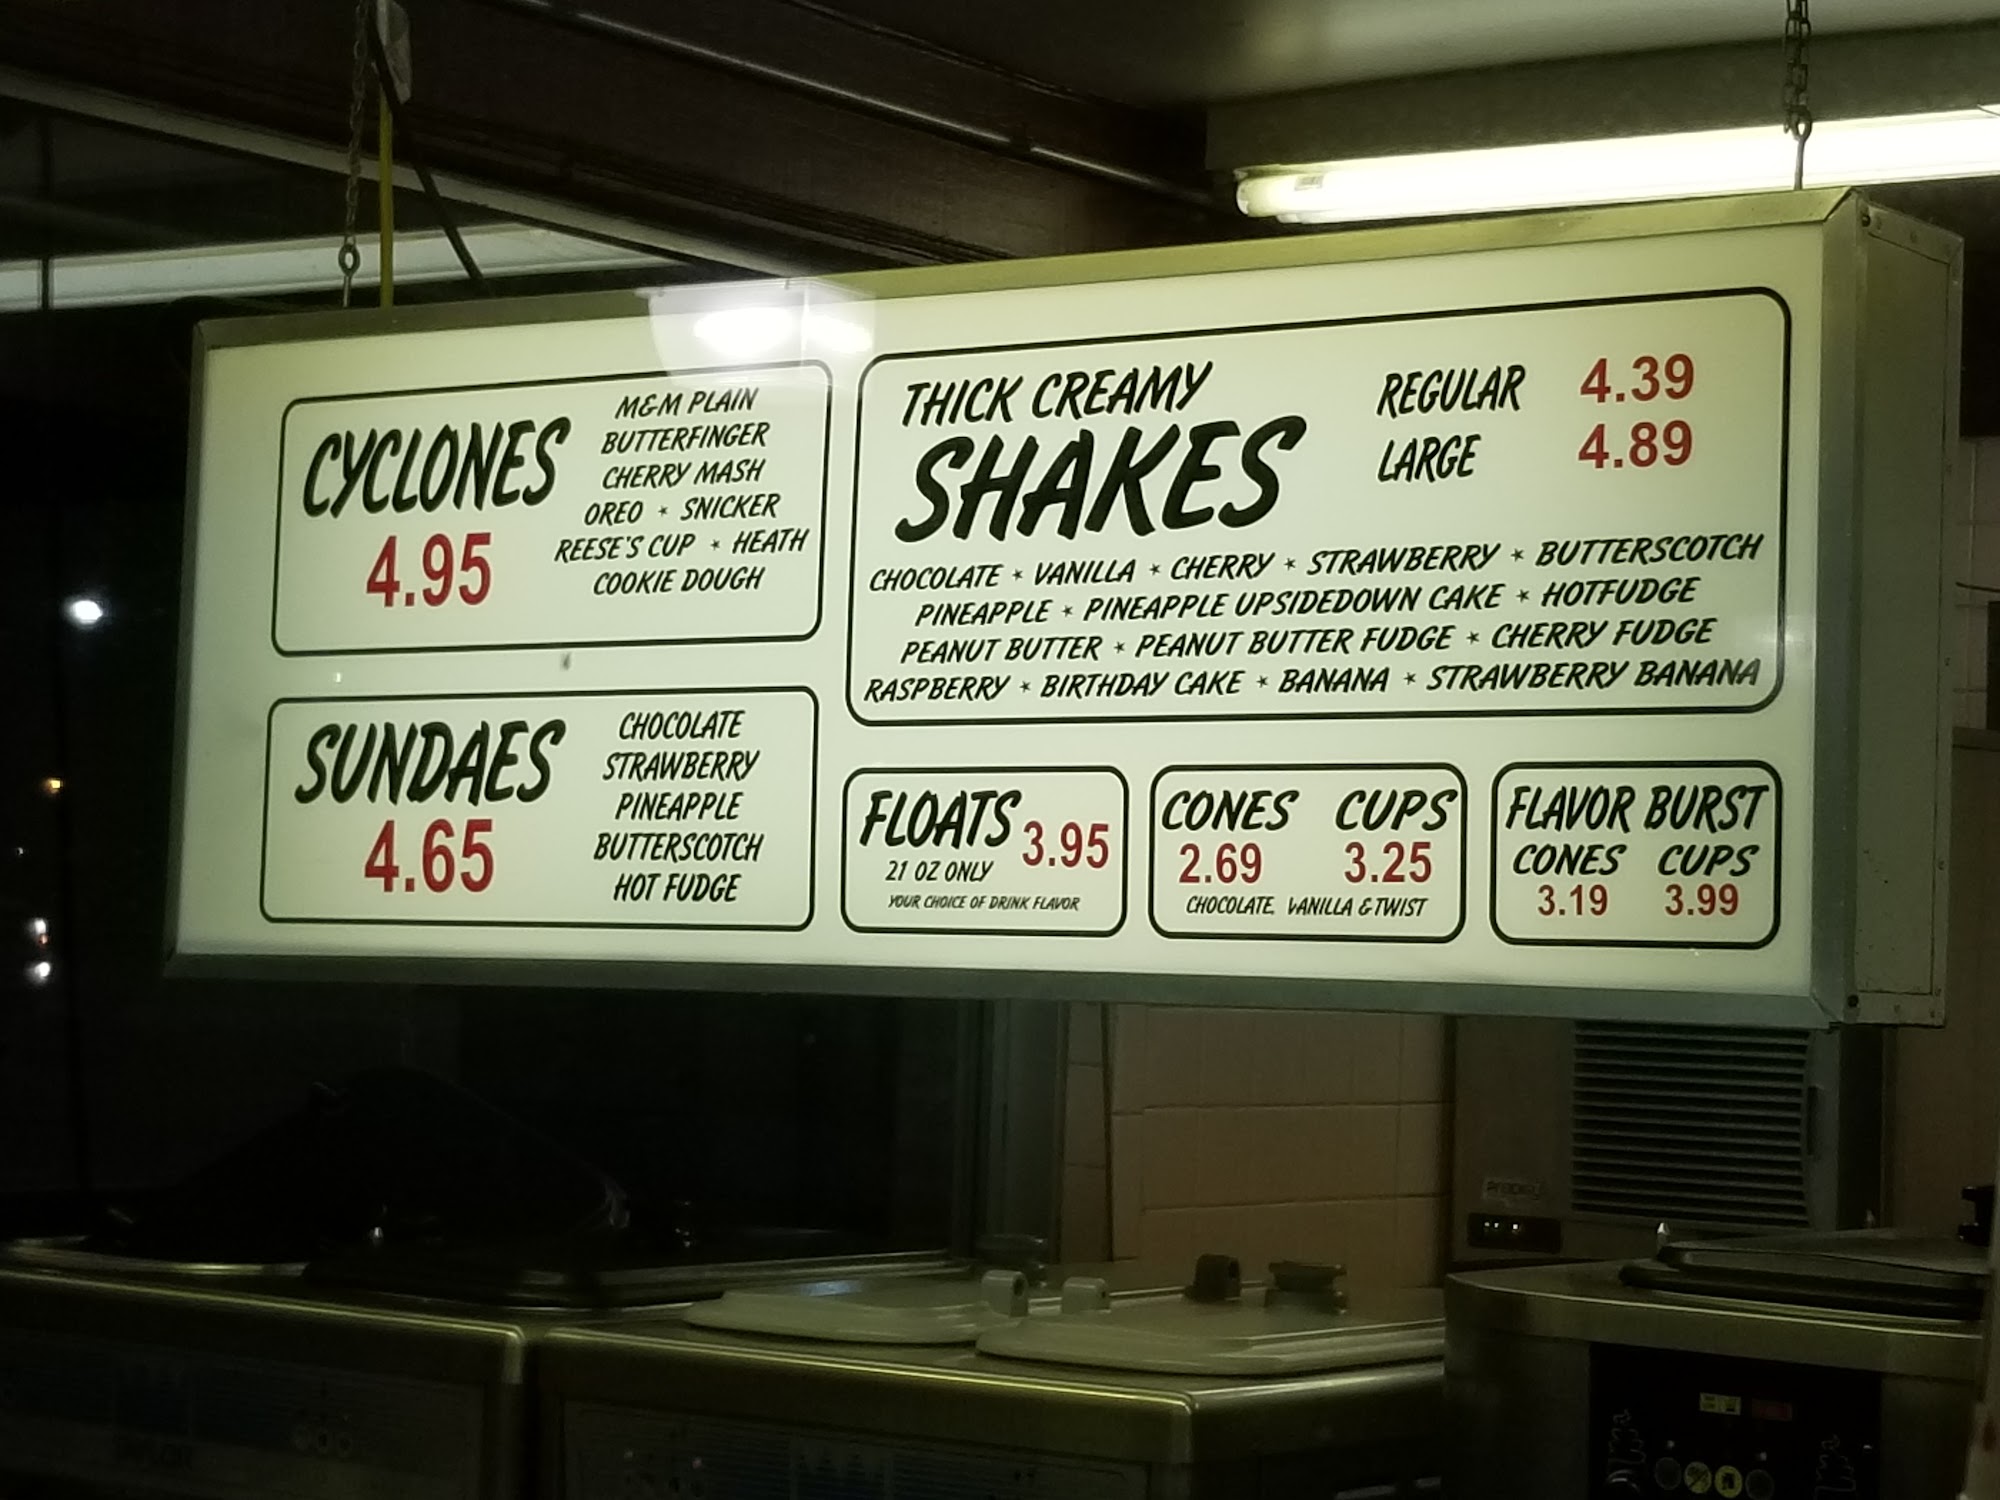 CYCLONES
4.95
M&M PLAIN
BUTTERFINGER
CHERRY MASH
OREO * SNICKER
REESE'S CUP * HEATH
COOKIE DOUGH
SUNDAES
4.65
CHOCOLATE
STRAWBERRY
PINEAPPLE
BUTTERSCOTCH
HOT FUDGE
THICK CREAMY
SHAKES
REGULAR 4.39
LARGE 4.89
CHOCOLATE * VANILLA * CHERRY * STRAWBERRY * BUTTERSCOTCH
PINEAPPLE * PINEAPPLE UPSIDEDOWN CAKE * HOTFUDGE
PEANUT BUTTER * PEANUT BUTTER FUDGE * CHERRY FUDGE
RASPBERRY * BIRTHDAY CAKE * BANANA * STRAWBERRY BANANA
FLOATS 3.95
21 OZ ONLY
YOUR CHOICE OF DRINK FLAVOR
CONES CUPS
2.69 3.25
CHOCOLATE, VANILLA & TWIST
FLAVOR BURST
CONES CUPS
3.19 3.99